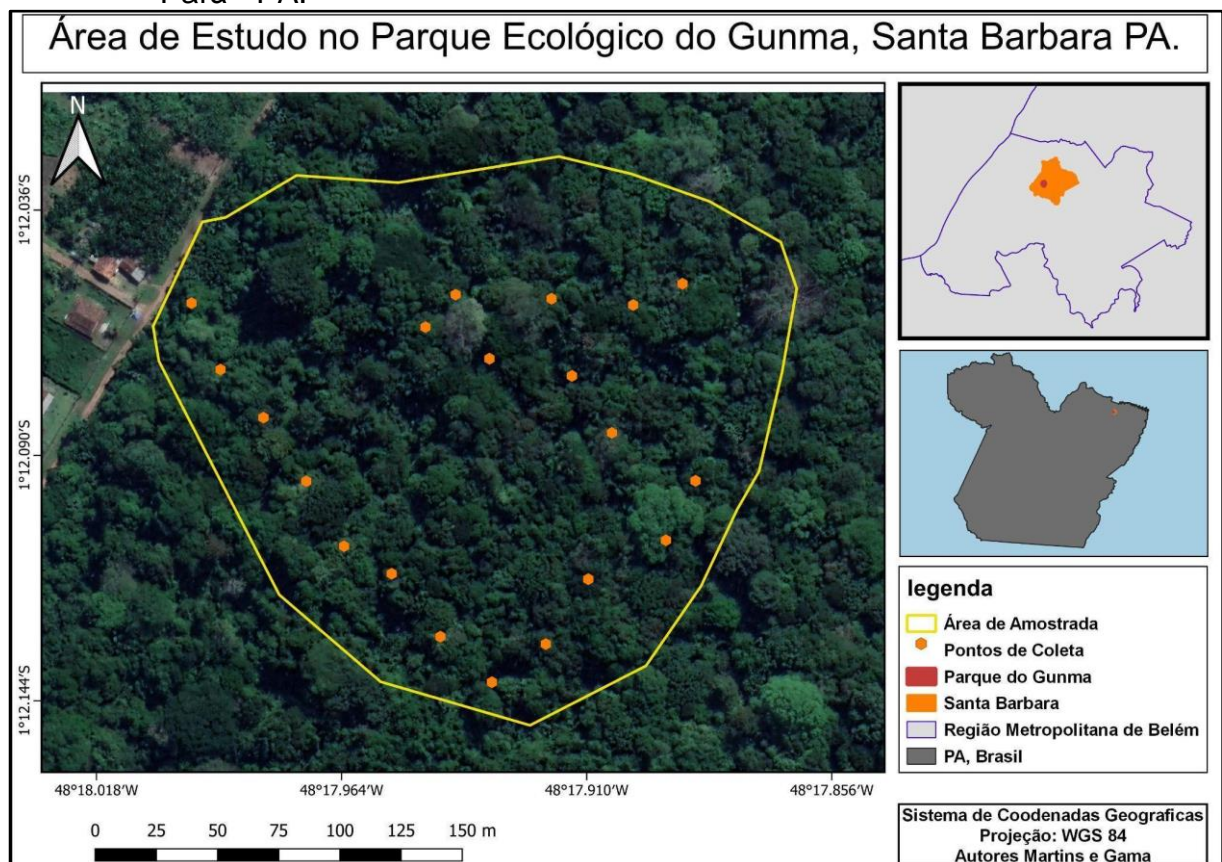 Pará - PA.
Área de Estudo no Parque Ecológico do Gunma, Santa Barbara PA.
N
1°12.036'S
1°12.090'S
1°12.144'S
48°18.018'W
48°17.964'W
48°17.910'W
48°17.856'W
0 25 50 75 100 125 150 m
legenda
Área de Amostrada
Pontos de Coleta
Parque do Gunma
Santa Barbara
Região Metropolitana de Belém
PA, Brasil
Sistema de Coodenadas Geograficas
Projeção: WGS 84
Autores Martins e Gama